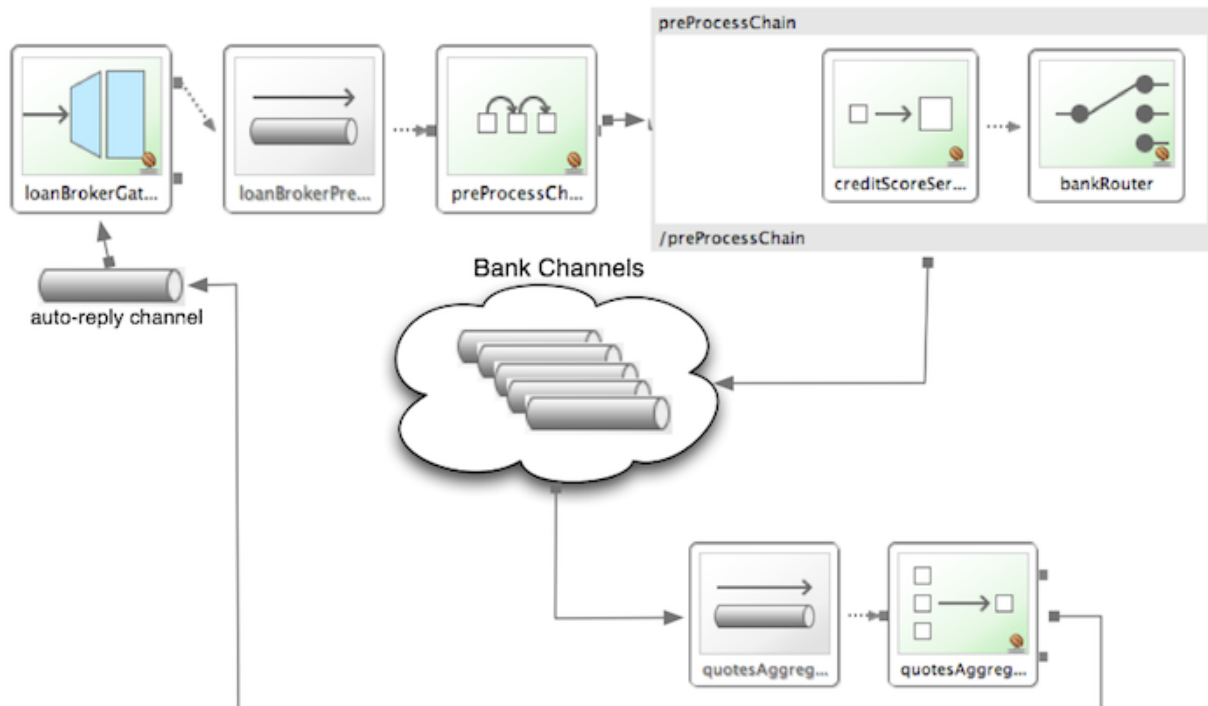 preProcessChain
loanBrokerGat...
loanBrokerPre...
preProcessCh...
creditScoreSer...
bankRouter
/preProcessChain
Bank Channels
auto-reply channel
quotesAggreg...
quotesAggreg...